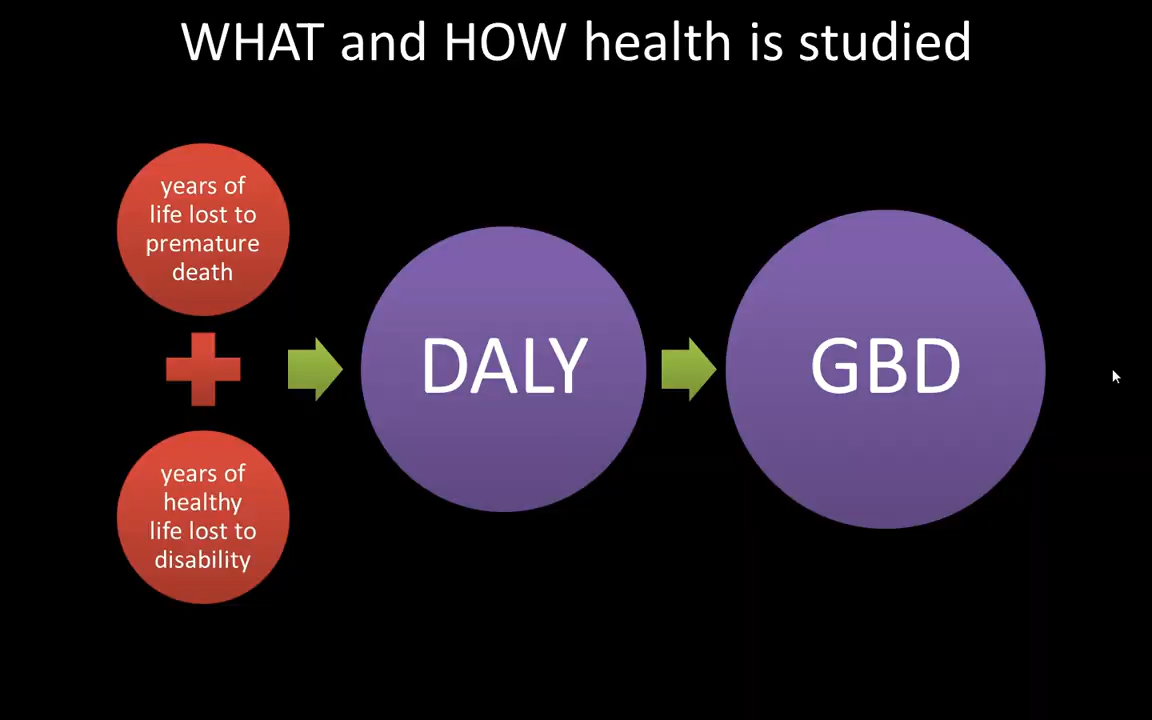 WHAT and HOW health is studied
years of
life lost to
premature
death
years of
healthy
life lost to
disability
DALY
GBD